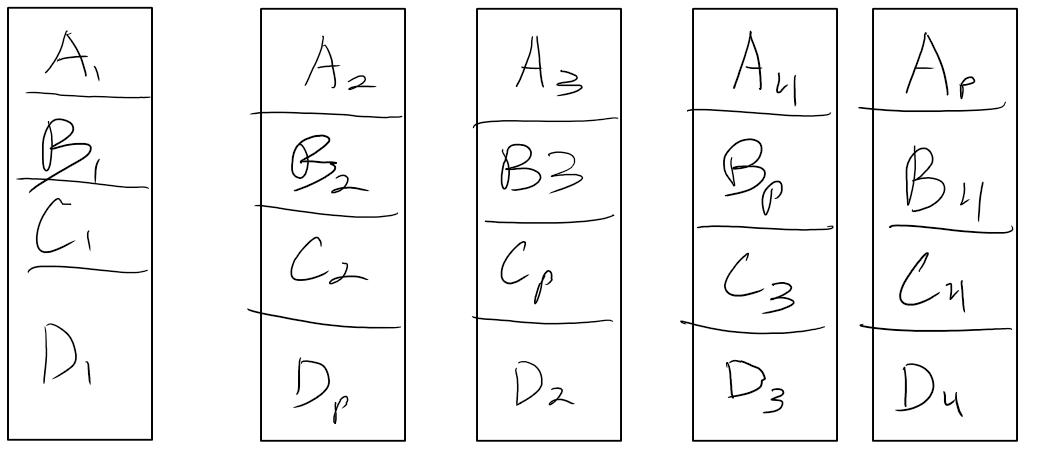 A1 A2 A3 A4 Ap
B1 B2 B3 Bp B4
C1 C2 Cp C3 C4
D1 Dp D2 D3 D4